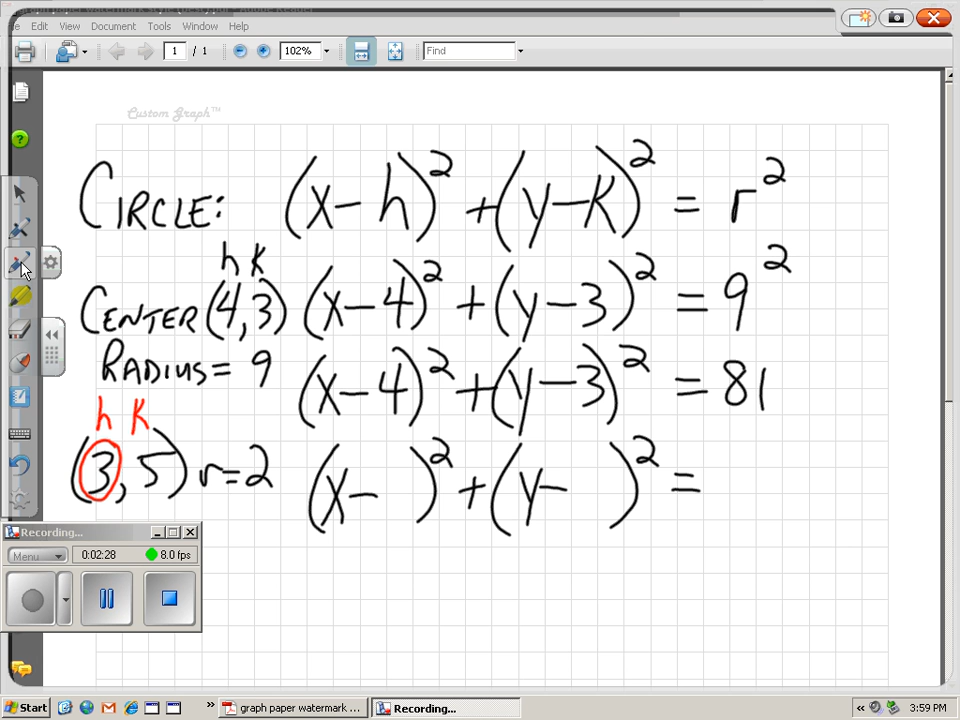 File Edit View Document Tools Window Help
1 / 1 102% Find
Custom Graph™
CIRCLE: (x - h)² + (y - k)² = r²
h k
CENTER (4,3) (x - 4)² + (y - 3)² = 9²
RADIUS = 9 (x - 4)² + (y - 3)² = 81
h k
(3, 5) r = 2 (x - )² + (y - )² =
Recording...
Menu 0:02:28 8.0 fps
Start graph paper watermark ... Recording... 3:59 PM